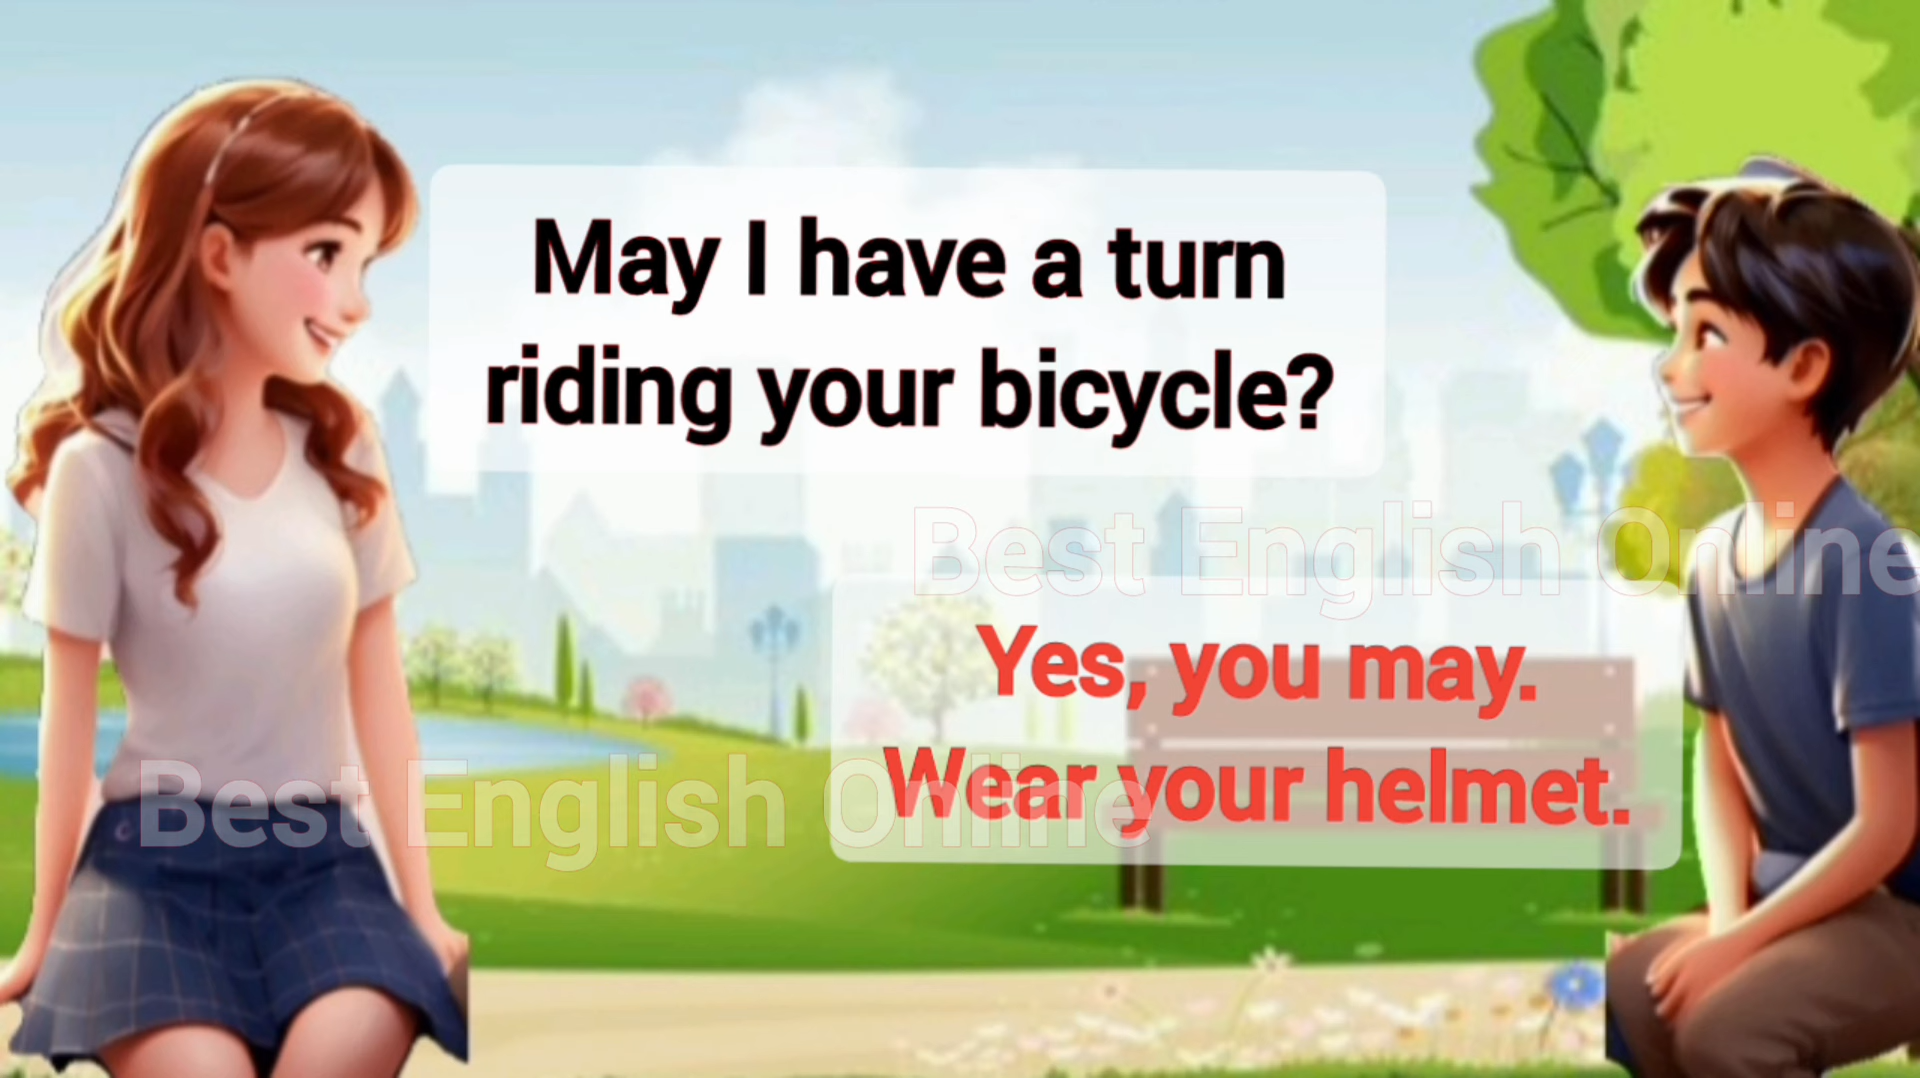 May I have a turn
riding your bicycle?
Best English Online
Yes, you may.
Wear your helmet.
Best English Online